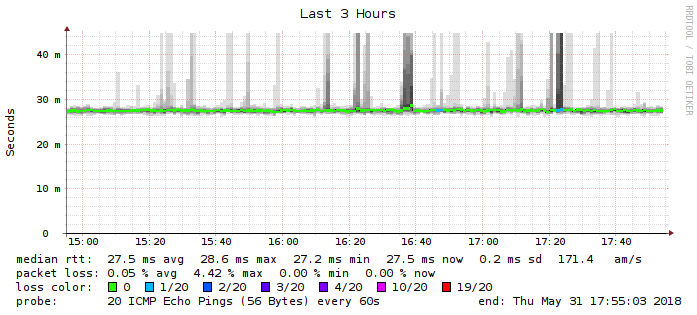 Last 3 Hours
RRDTOOL / TOBI OETIKER
Seconds
40 m
30 m
20 m
10 m
0
15:00 15:20 15:40 16:00 16:20 16:40 17:00 17:20 17:40
median rtt: 27.5 ms avg 28.6 ms max 27.2 ms min 27.5 ms now 0.2 ms sd 171.4 am/s
packet loss: 0.05 % avg 4.42 % max 0.00 % min 0.00 % now
loss color: 0 1/20 2/20 3/20 4/20 10/20 19/20
probe: 20 ICMP Echo Pings (56 Bytes) every 60s end: Thu May 31 17:55:03 2018